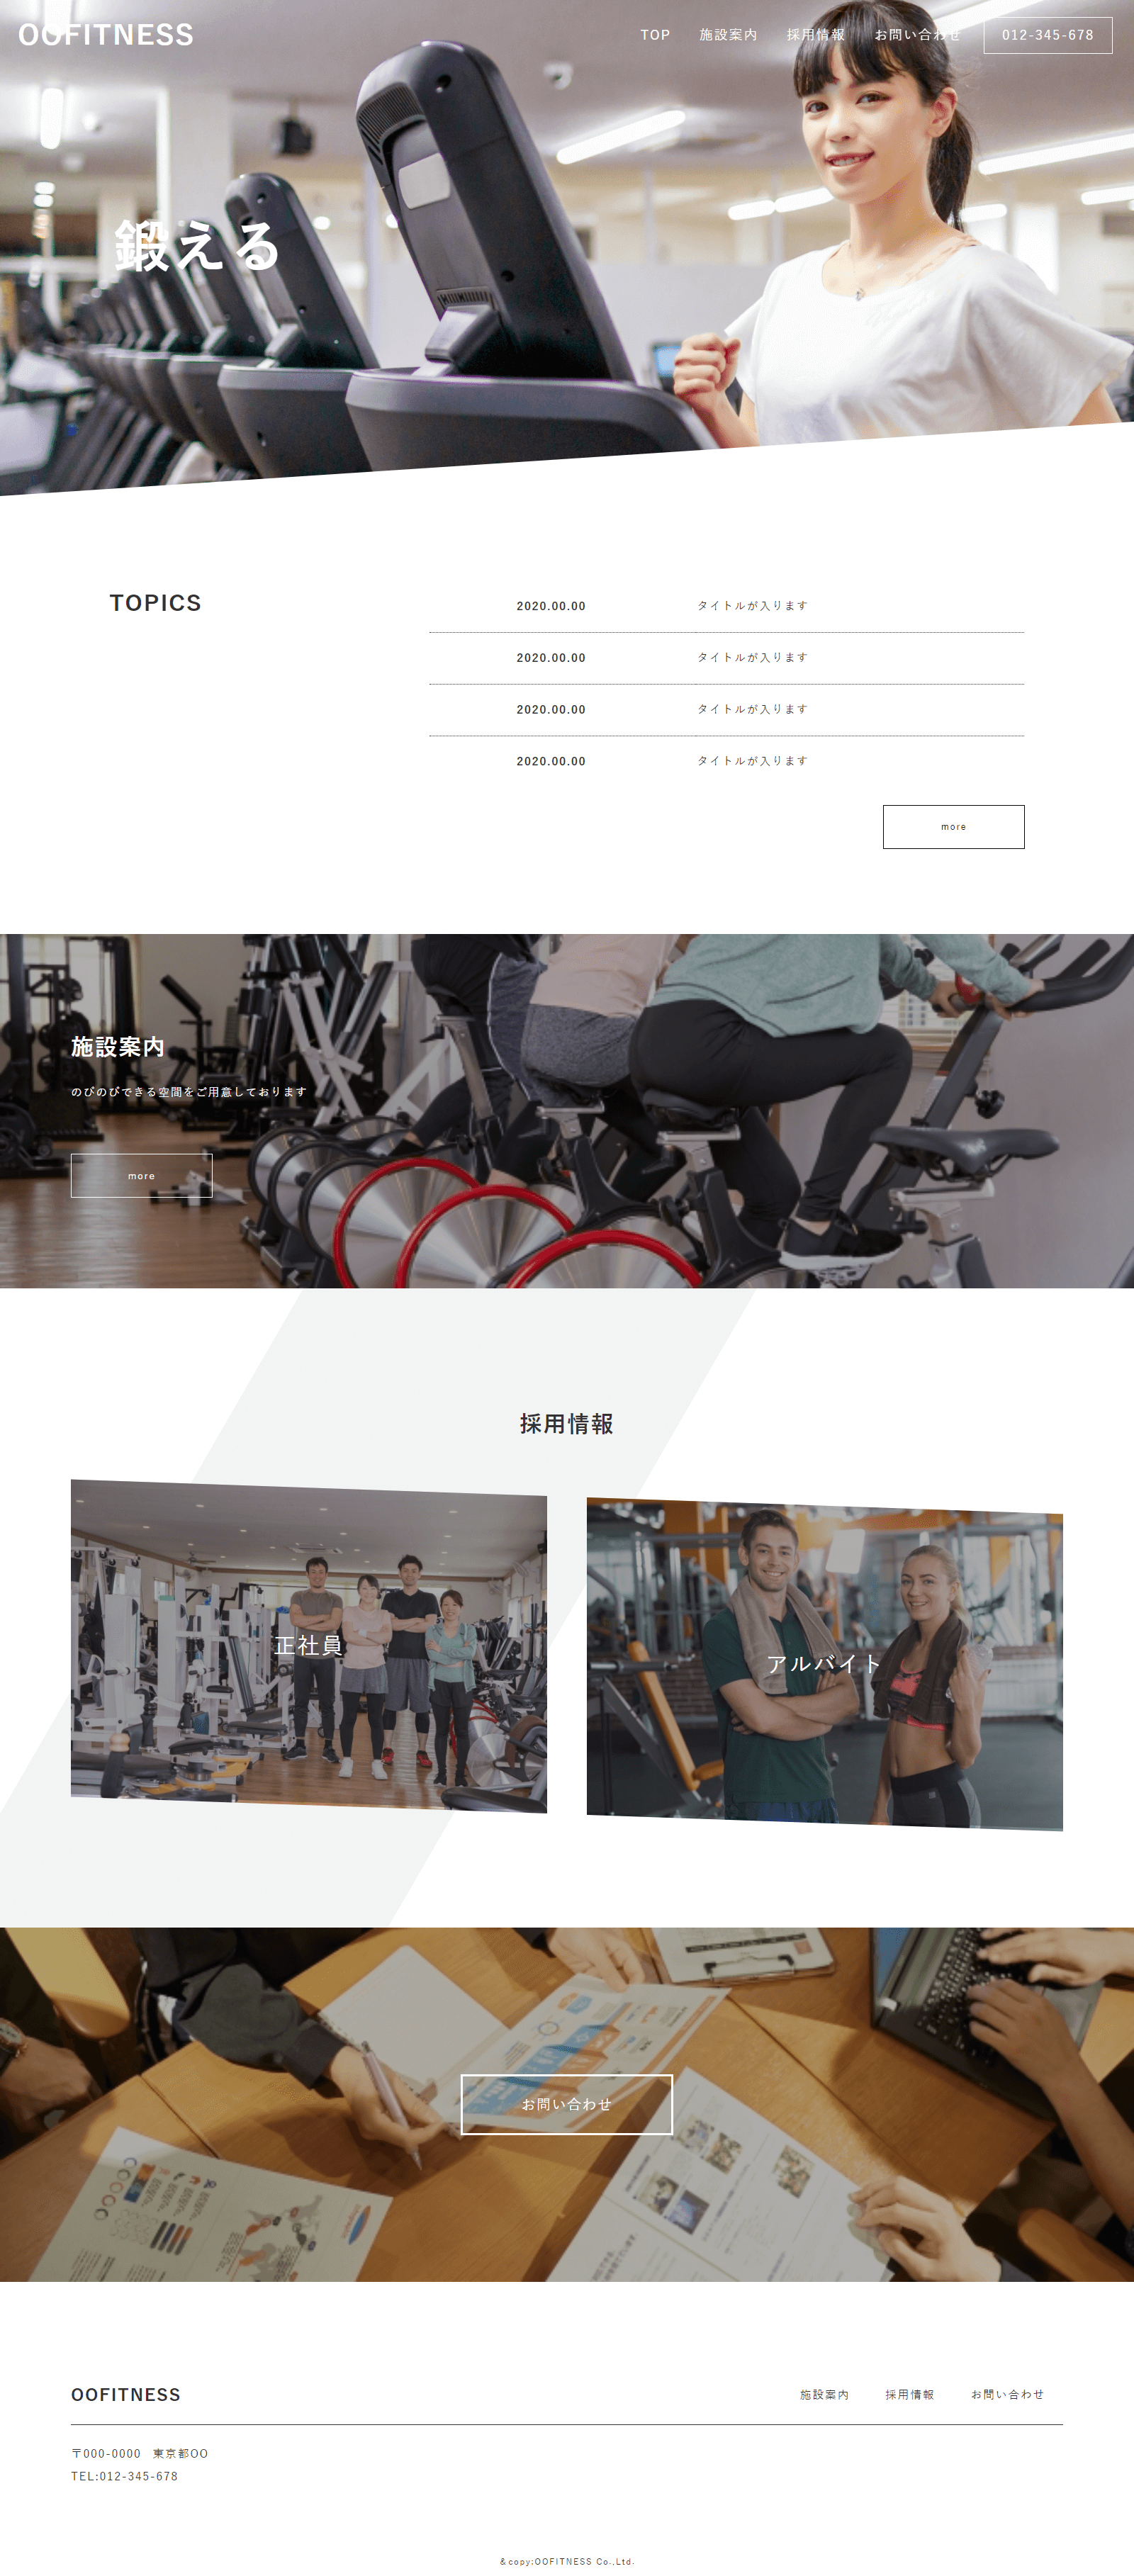 OOFITNESS
TOP 施設案内 採用情報 お問い合わせ 012-345-678
鍛える
TOPICS
2020.00.00 タイトルが入ります
2020.00.00 タイトルが入ります
2020.00.00 タイトルが入ります
2020.00.00 タイトルが入ります
more
施設案内
のびのびできる空間をご用意しております
more
採用情報
正社員
アルバイト
お問い合わせ
OOFITNESS
施設案内 採用情報 お問い合わせ
〒000-0000　東京都OO
TEL:012-345-678
&copy;OOFITNESS Co.,Ltd.